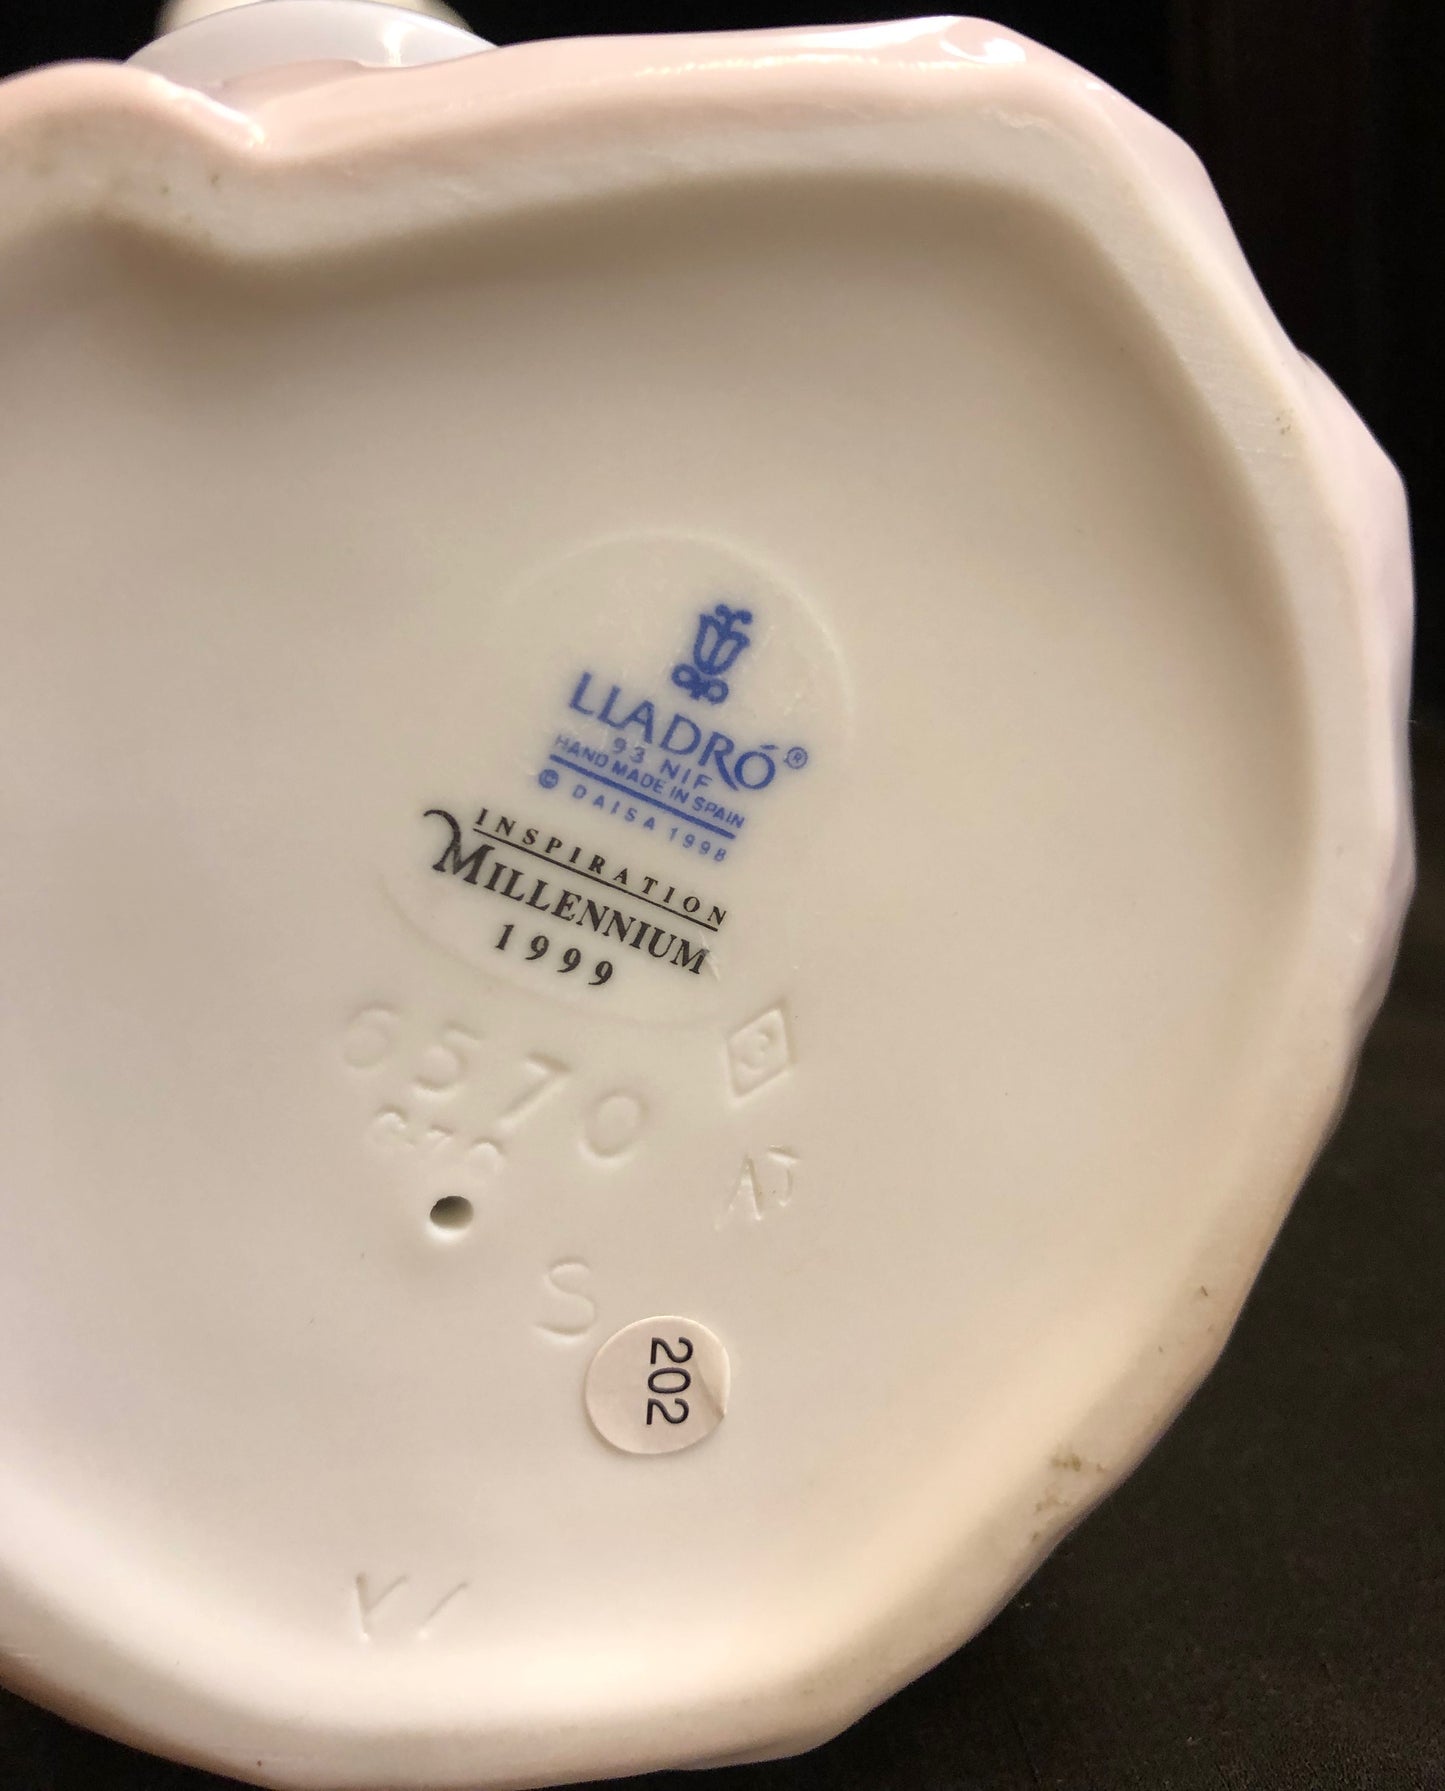 LLADRÓ®
93 NIF
HAND MADE IN SPAIN
© DAISA 1998
INSPIRATION
MILLENNIUM
1999
6570
AJ
S
202